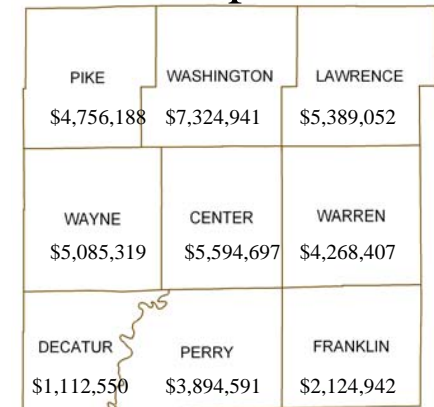 PIKE WASHINGTON LAWRENCE
$4,756,188 $7,324,941 $5,389,052
WAYNE CENTER WARREN
$5,085,319 $5,594,697 $4,268,407
DECATUR PERRY FRANKLIN
$1,112,550 $3,894,591 $2,124,942